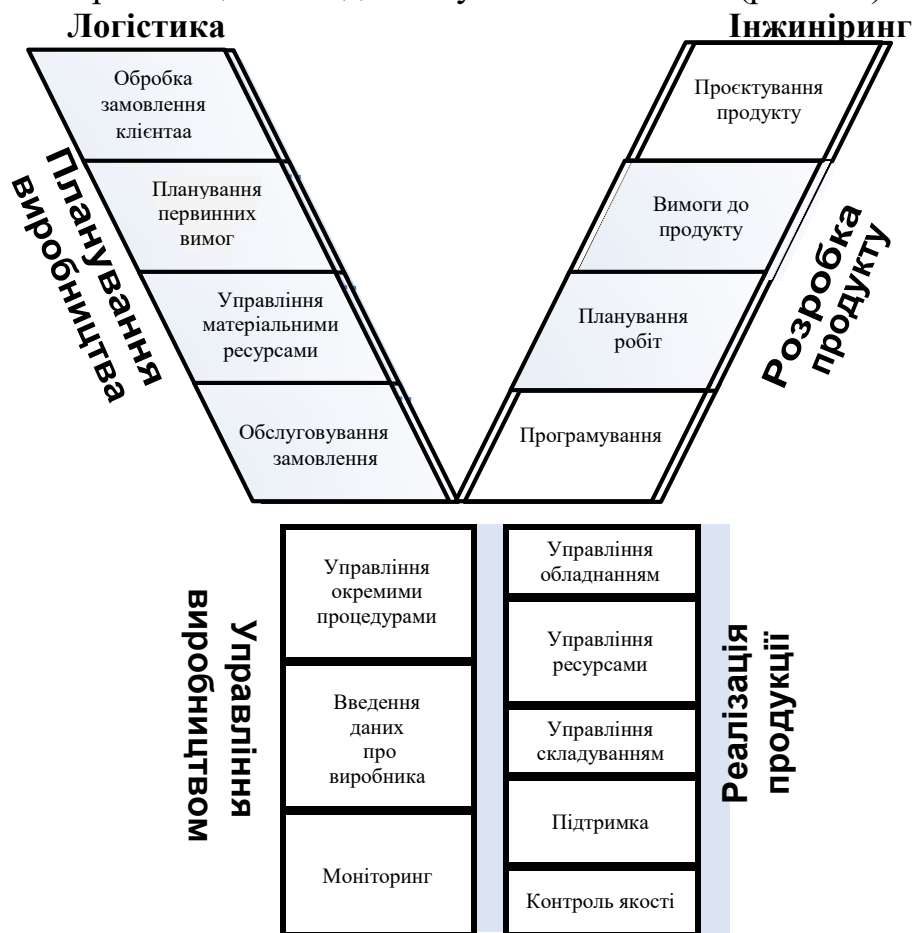 Логістика
Інжиніринг
Обробка
замовлення
клієнтаа
Планування
первинних
вимог
Управління
матеріальними
ресурсами
Обслуговування
замовлення
Планування
виробництва
Проєктування
продукту
Вимоги до
продукту
Планування
робіт
Програмування
Розробка
продукту
Управління
виробництвом
Управління
окремими
процедурами
Введення
даних
про
виробника
Моніторинг
Управління
обладнанням
Управління
ресурсами
Управління
складуванням
Підтримка
Контроль якості
Реалізація
продукції